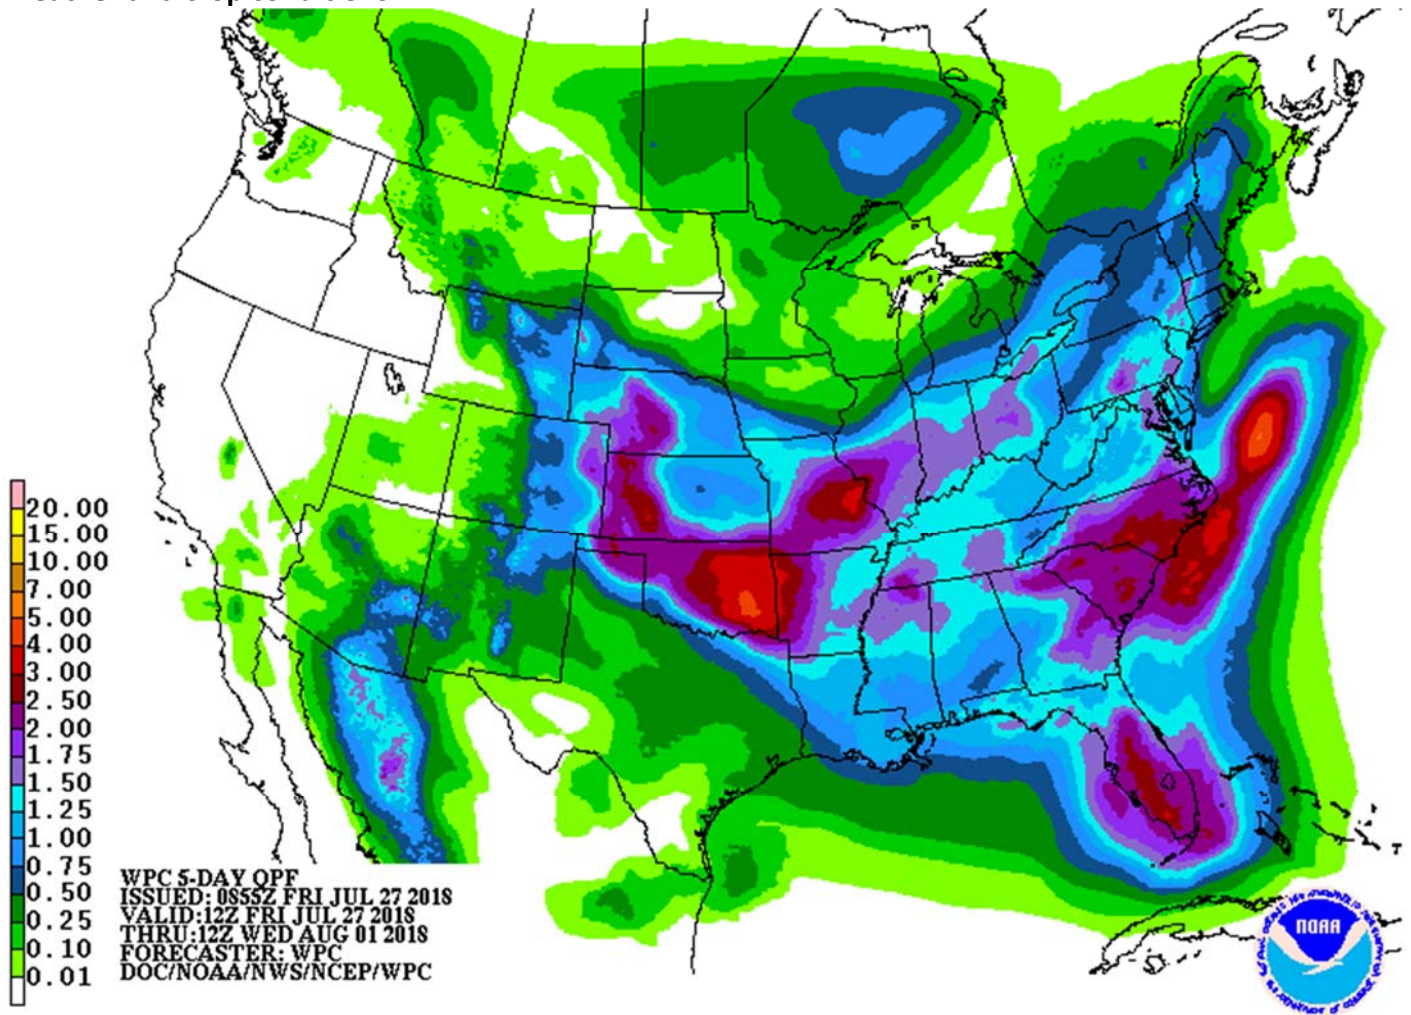 20.00
15.00
10.00
7.00
5.00
4.00
3.00
2.50
2.00
1.75
1.50
1.25
1.00
0.75
0.50
0.25
0.10
0.01
WPC 5-DAY QPF
ISSUED: 0855Z FRI JUL 27 2018
VALID:12Z FRI JUL 27 2018
THRU:12Z WED AUG 01 2018
FORECASTER: WPC
DOC/NOAA/NWS/NCEP/WPC
NOAA